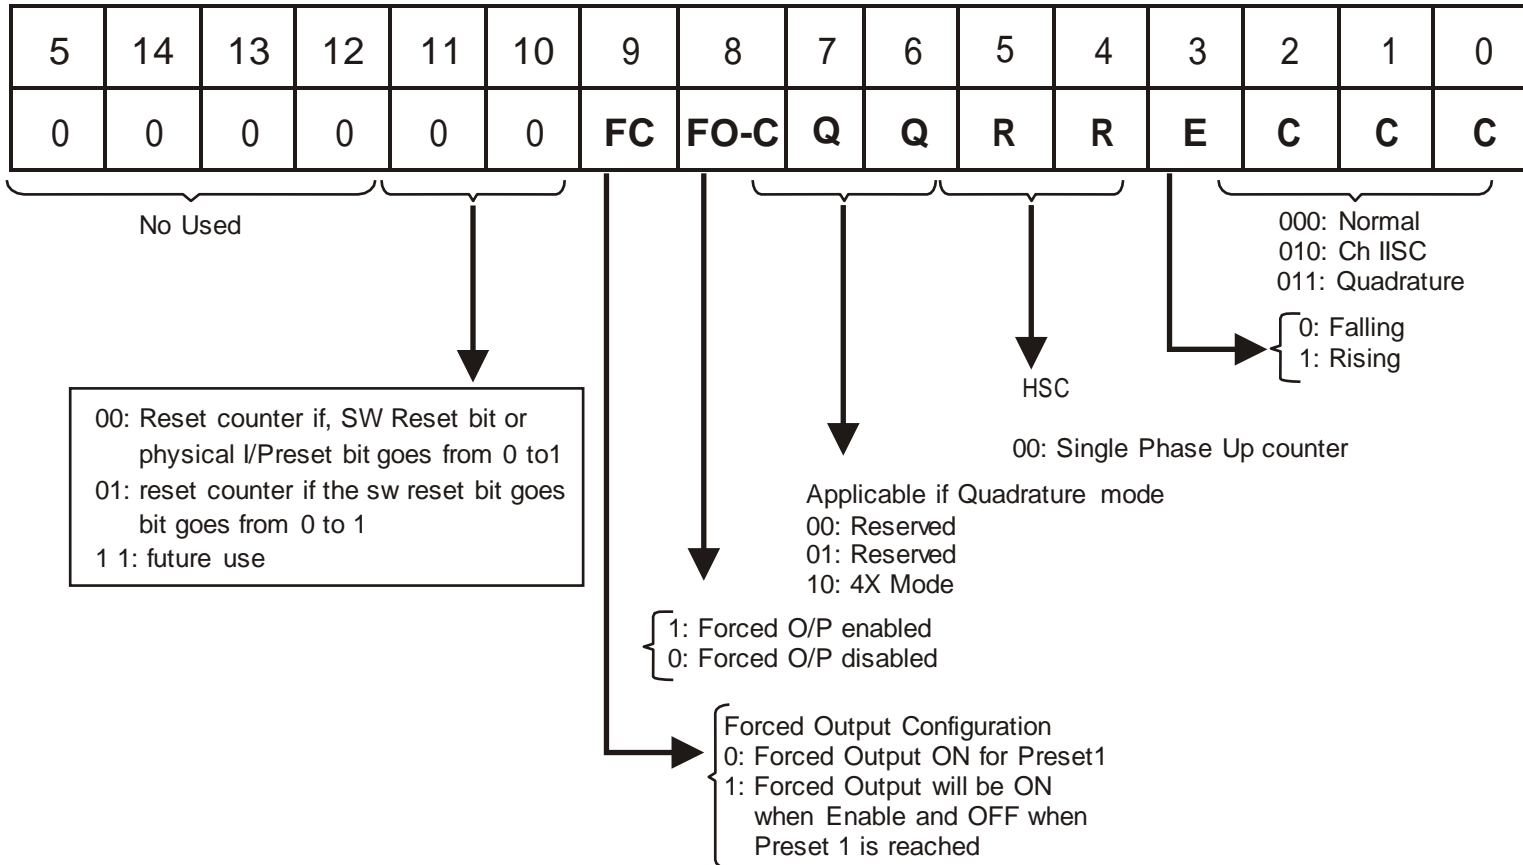 5 14 13 12 11 10 9 8 7 6 5 4 3 2 1 0
0 0 0 0 0 0 FC FO-C Q Q R R E C C C
No Used
000: Normal
010: Ch IISC
011: Quadrature
0: Falling
1: Rising
HSC
00: Single Phase Up counter
00: Reset counter if, SW Reset bit or
physical I/Preset bit goes from 0 to1
01: reset counter if the sw reset bit goes
bit goes from 0 to 1
1 1: future use
Applicable if Quadrature mode
00: Reserved
01: Reserved
10: 4X Mode
1: Forced O/P enabled
0: Forced O/P disabled
Forced Output Configuration
0: Forced Output ON for Preset1
1: Forced Output will be ON
when Enable and OFF when
Preset 1 is reached